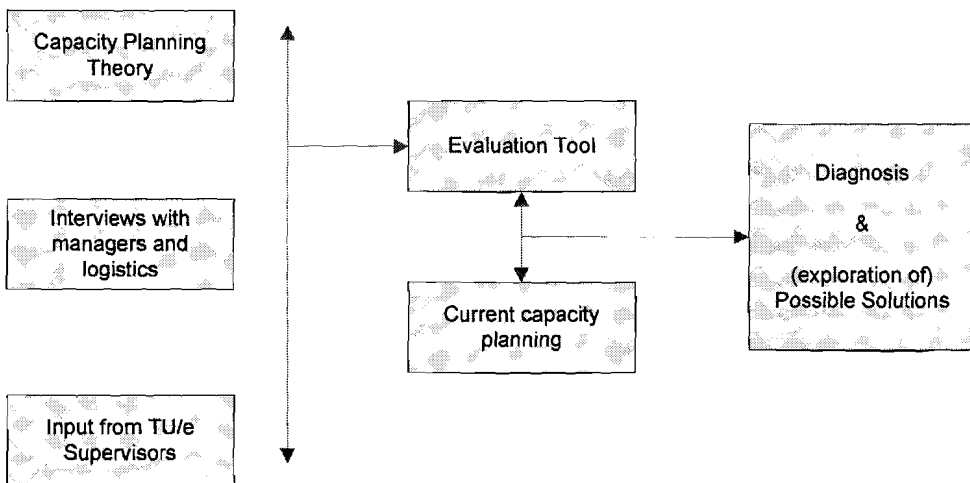 Capacity Planning
Theory
Interviews with
managers and
logistics
Input from TU/e
Supervisors
Evaluation Tool
Current capacity
planning
Diagnosis
&
(exploration of)
Possible Solutions